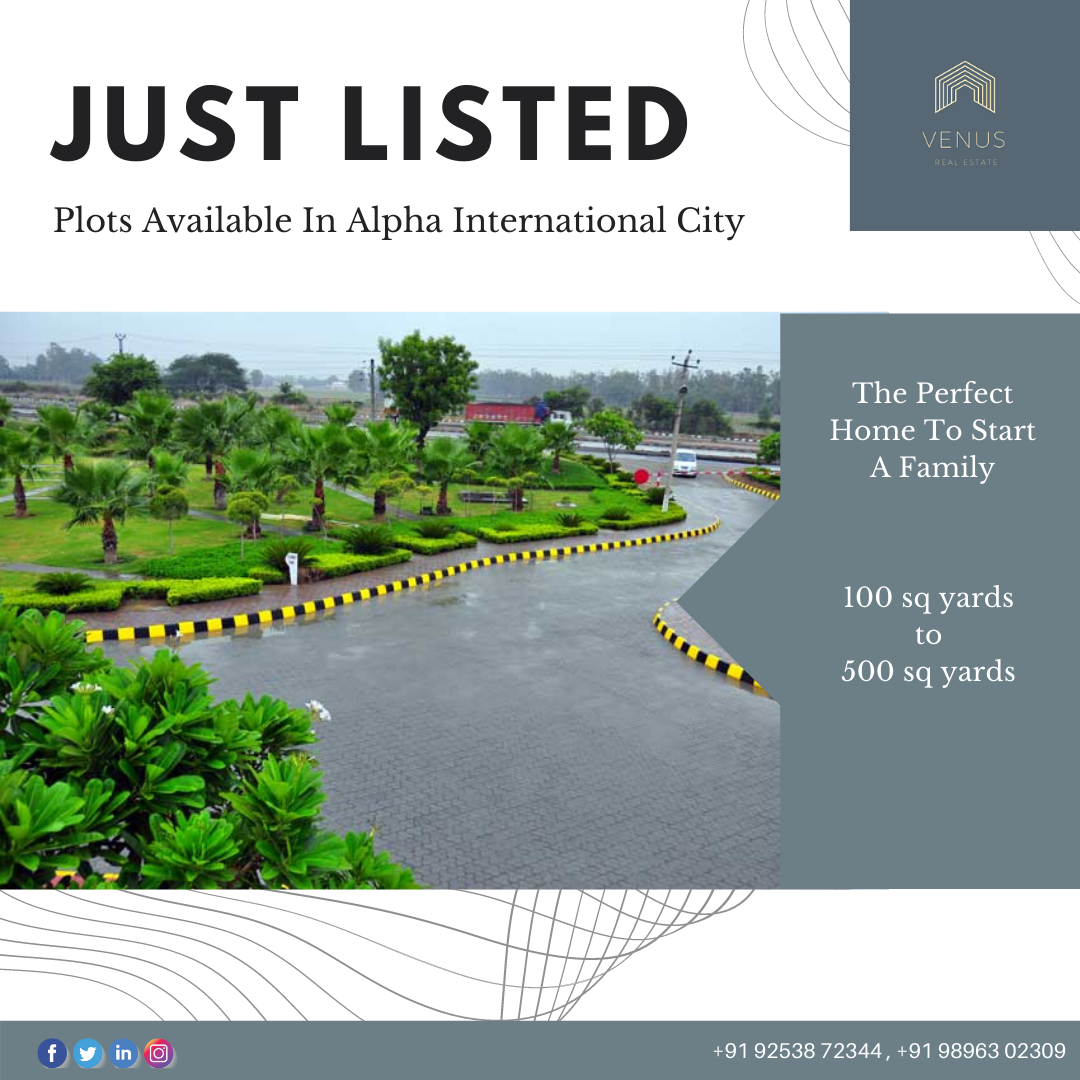 JUST LISTED
Plots Available In Alpha International City
VENUS
REAL ESTATE
The Perfect
Home To Start
A Family
100 sq yards
to
500 sq yards
+91 92538 72344 , +91 98963 02309